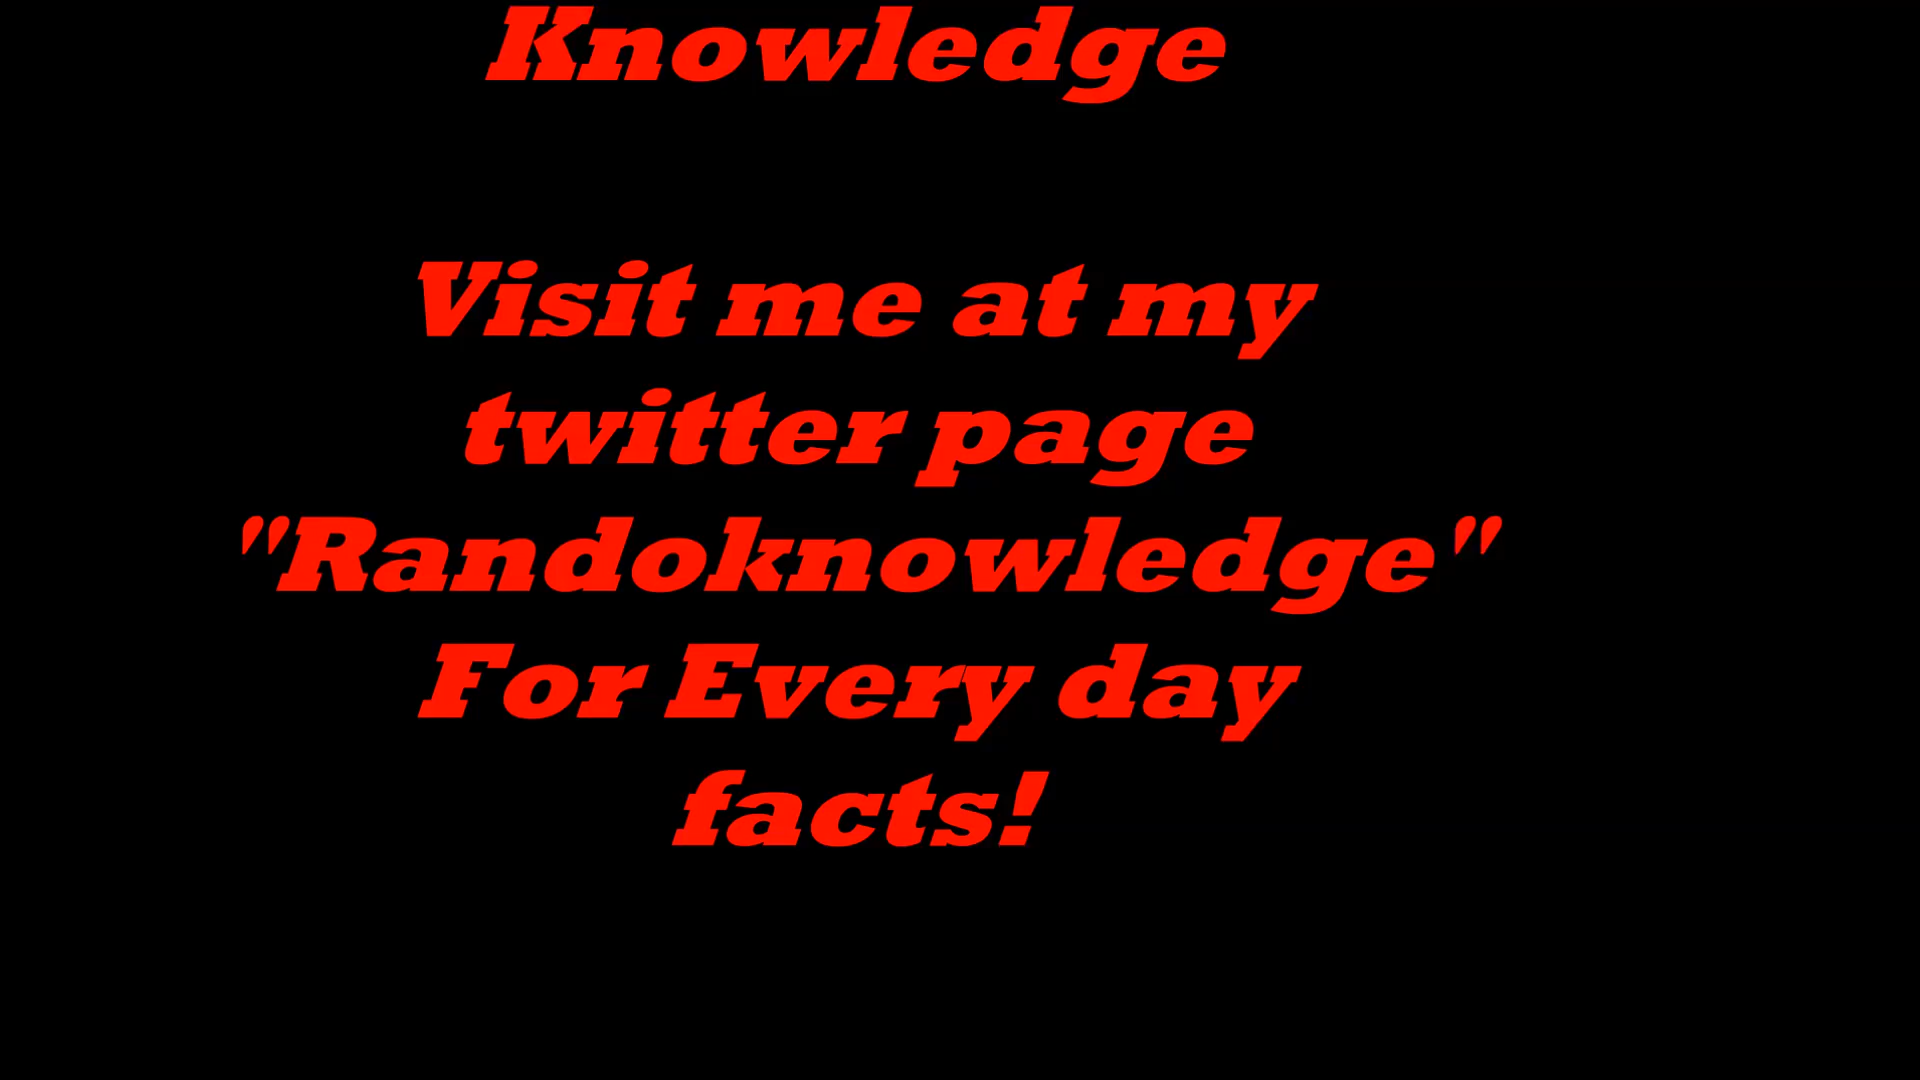 Knowledge
Visit me at my
twitter page
"Randoknowledge"
For Every day
facts!